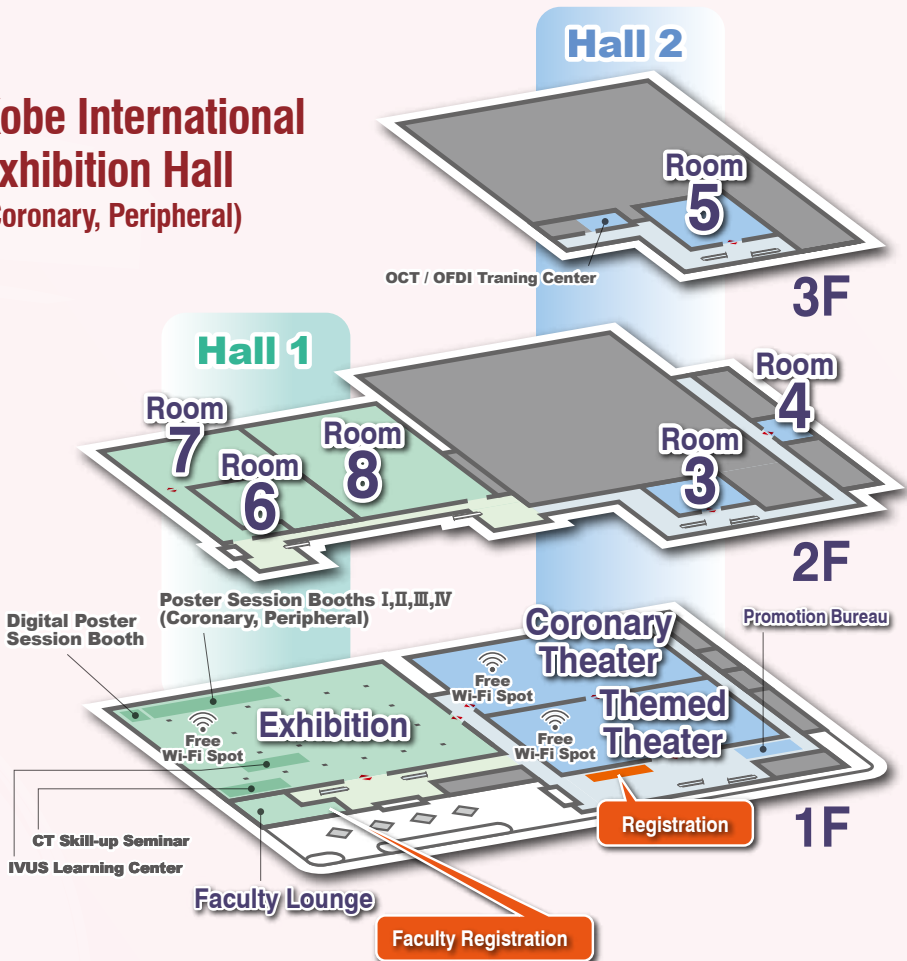 Hall 2
obe International
xhibition Hall
oronary, Peripheral)
Room
5
OCT / OFDI Traning Center
3F
Hall 1
Room
7
Room
6
Room
8
Room
4
Room
3
2F
Digital Poster
Session Booth
Poster Session Booths Ⅰ,Ⅱ,Ⅲ,Ⅳ
(Coronary, Peripheral)
Coronary
Theater
Promotion Bureau
Free
Wi-Fi Spot
Exhibition
Free
Wi-Fi Spot
Themed
Theater
Free
Wi-Fi Spot
CT Skill-up Seminar
IVUS Learning Center
Registration
1F
Faculty Lounge
Faculty Registration